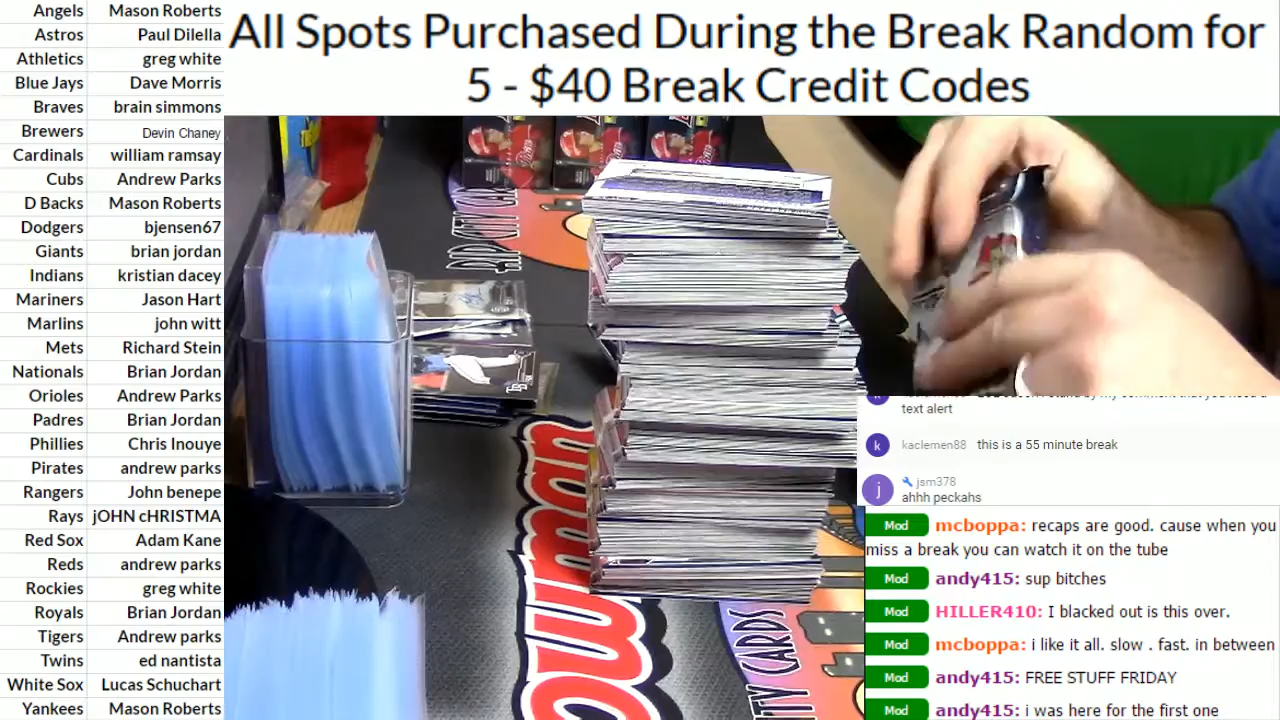 All Spots Purchased During the Break Random for
5 - $40 Break Credit Codes
Angels Mason Roberts
Astros Paul Dilella
Athletics greg white
Blue Jays Dave Morris
Braves brain simmons
Brewers Devin Chaney
Cardinals william ramsay
Cubs Andrew Parks
D Backs Mason Roberts
Dodgers bjensen67
Giants brian jordan
Indians kristian dacey
Mariners Jason Hart
Marlins john witt
Mets Richard Stein
Nationals Brian Jordan
Orioles Andrew Parks
Padres Brian Jordan
Phillies Chris Inouye
Pirates andrew parks
Rangers John benepe
Rays jOHN cHRISTMA
Red Sox Adam Kane
Reds andrew parks
Rockies greg white
Royals Brian Jordan
Tigers Andrew parks
Twins ed nantista
White Sox Lucas Schuchart
Yankees Mason Roberts
RIP CITY CARDS
man
ITY CARDS
text alert
k kaclemen88 this is a 55 minute break
j jsm378
ahhh peckahs
Mod mcboppa: recaps are good. cause when you
miss a break you can watch it on the tube
Mod andy415: sup bitches
Mod HILLER410: I blacked out is this over.
Mod mcboppa: i like it all. slow . fast. in between
Mod andy415: FREE STUFF FRIDAY
Mod andy415: i was here for the first one